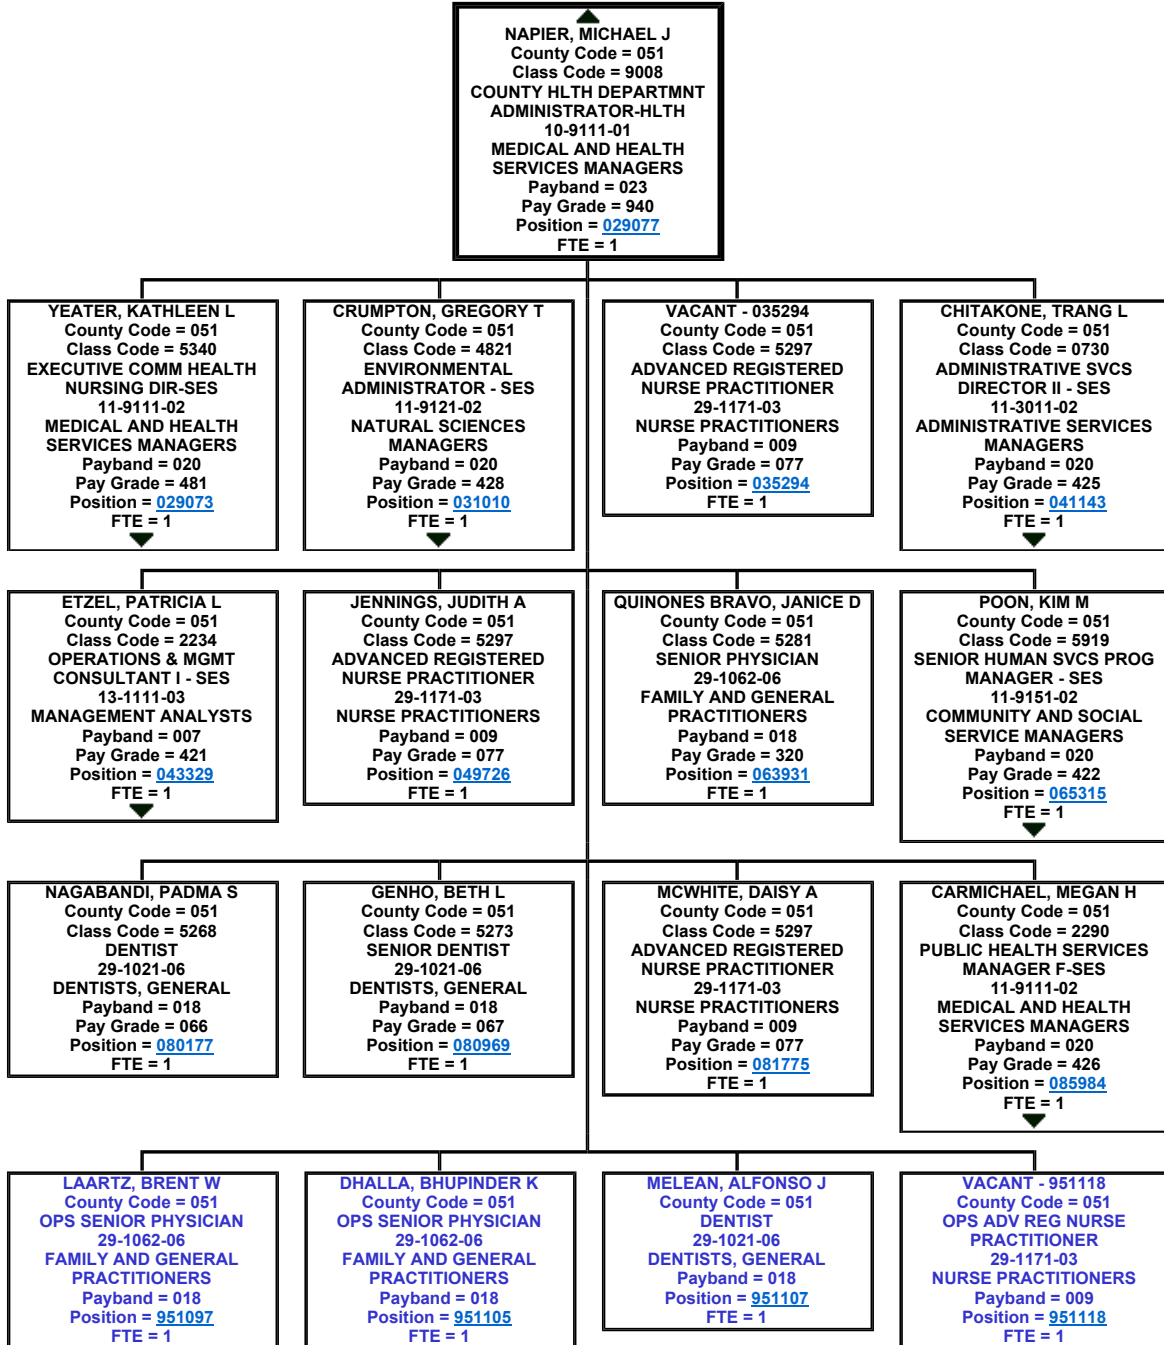 NAPIER, MICHAEL J
County Code = 051
Class Code = 9008
COUNTY HLTH DEPARTMNT
ADMINISTRATOR-HLTH
10-9111-01
MEDICAL AND HEALTH
SERVICES MANAGERS
Payband = 023
Pay Grade = 940
Position = 029077
FTE = 1
YEATER, KATHLEEN L
County Code = 051
Class Code = 5340
EXECUTIVE COMM HEALTH
NURSING DIR-SES
11-9111-02
MEDICAL AND HEALTH
SERVICES MANAGERS
Payband = 020
Pay Grade = 481
Position = 029073
FTE = 1
CRUMPTON, GREGORY T
County Code = 051
Class Code = 4821
ENVIRONMENTAL
ADMINISTRATOR - SES
11-9121-02
NATURAL SCIENCES
MANAGERS
Payband = 020
Pay Grade = 428
Position = 031010
FTE = 1
VACANT - 035294
County Code = 051
Class Code = 5297
ADVANCED REGISTERED
NURSE PRACTITIONER
29-1171-03
NURSE PRACTITIONERS
Payband = 009
Pay Grade = 077
Position = 035294
FTE = 1
CHITAKONE, TRANG L
County Code = 051
Class Code = 0730
ADMINISTRATIVE SVCS
DIRECTOR II - SES
11-3011-02
ADMINISTRATIVE SERVICES
MANAGERS
Payband = 020
Pay Grade = 425
Position = 041143
FTE = 1
ETZEL, PATRICIA L
County Code = 051
Class Code = 2234
OPERATIONS & MGMT
CONSULTANT I - SES
13-1111-03
MANAGEMENT ANALYSTS
Payband = 007
Pay Grade = 421
Position = 043329
FTE = 1
JENNINGS, JUDITH A
County Code = 051
Class Code = 5297
ADVANCED REGISTERED
NURSE PRACTITIONER
29-1171-03
NURSE PRACTITIONERS
Payband = 009
Pay Grade = 077
Position = 049726
FTE = 1
QUINONES BRAVO, JANICE D
County Code = 051
Class Code = 5281
SENIOR PHYSICIAN
29-1062-06
FAMILY AND GENERAL
PRACTITIONERS
Payband = 018
Pay Grade = 320
Position = 063931
FTE = 1
POON, KIM M
County Code = 051
Class Code = 5919
SENIOR HUMAN SVCS PROG
MANAGER - SES
11-9151-02
COMMUNITY AND SOCIAL
SERVICE MANAGERS
Payband = 020
Pay Grade = 422
Position = 065315
FTE = 1
NAGABANDI, PADMA S
County Code = 051
Class Code = 5268
DENTIST
29-1021-06
DENTISTS, GENERAL
Payband = 018
Pay Grade = 066
Position = 080177
FTE = 1
GENHO, BETH L
County Code = 051
Class Code = 5273
SENIOR DENTIST
29-1021-06
DENTISTS, GENERAL
Payband = 018
Pay Grade = 067
Position = 080969
FTE = 1
MCWHITE, DAISY A
County Code = 051
Class Code = 5297
ADVANCED REGISTERED
NURSE PRACTITIONER
29-1171-03
NURSE PRACTITIONERS
Payband = 009
Pay Grade = 077
Position = 081775
FTE = 1
CARMICHAEL, MEGAN H
County Code = 051
Class Code = 2290
PUBLIC HEALTH SERVICES
MANAGER F-SES
11-9111-02
MEDICAL AND HEALTH
SERVICES MANAGERS
Payband = 020
Pay Grade = 426
Position = 085984
FTE = 1
LAARTZ, BRENT W
County Code = 051
OPS SENIOR PHYSICIAN
29-1062-06
FAMILY AND GENERAL
PRACTITIONERS
Payband = 018
Position = 951097
FTE = 1
DHALLA, BHUPINDER K
County Code = 051
OPS SENIOR PHYSICIAN
29-1062-06
FAMILY AND GENERAL
PRACTITIONERS
Payband = 018
Position = 951105
FTE = 1
MELEAN, ALFONSO J
County Code = 051
DENTIST
29-1021-06
DENTISTS, GENERAL
Payband = 018
Position = 951107
FTE = 1
VACANT - 951118
County Code = 051
OPS ADV REG NURSE
PRACTITIONER
29-1171-03
NURSE PRACTITIONERS
Payband = 009
Position = 951118
FTE = 1